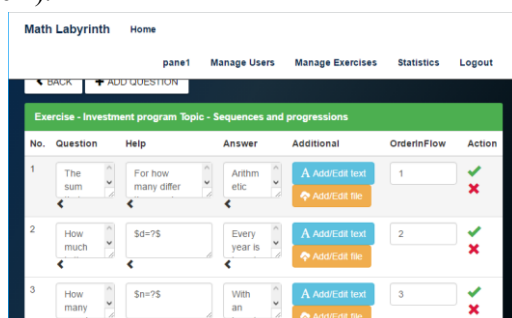 Math Labyrinth Home
pane1 Manage Users Manage Exercises Statistics Logout
BACK + ADD QUESTION
Exercise - Investment program Topic - Sequences and progressions
No. Question Help Answer Additional OrderInFlow Action
1 The sum For how many differ Arithm etic A Add/Edit text 1
Add/Edit file
2 How much $d=?$ Every year is A Add/Edit text 2
Add/Edit file
3 How many $n=?$ With an A Add/Edit text 3
Add/Edit file